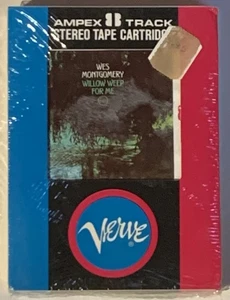 AMPEX 8 TRACK
STEREO TAPE CARTRIDGE
WES
MONTGOMERY
WILLOW WEEP
FOR ME
Verve